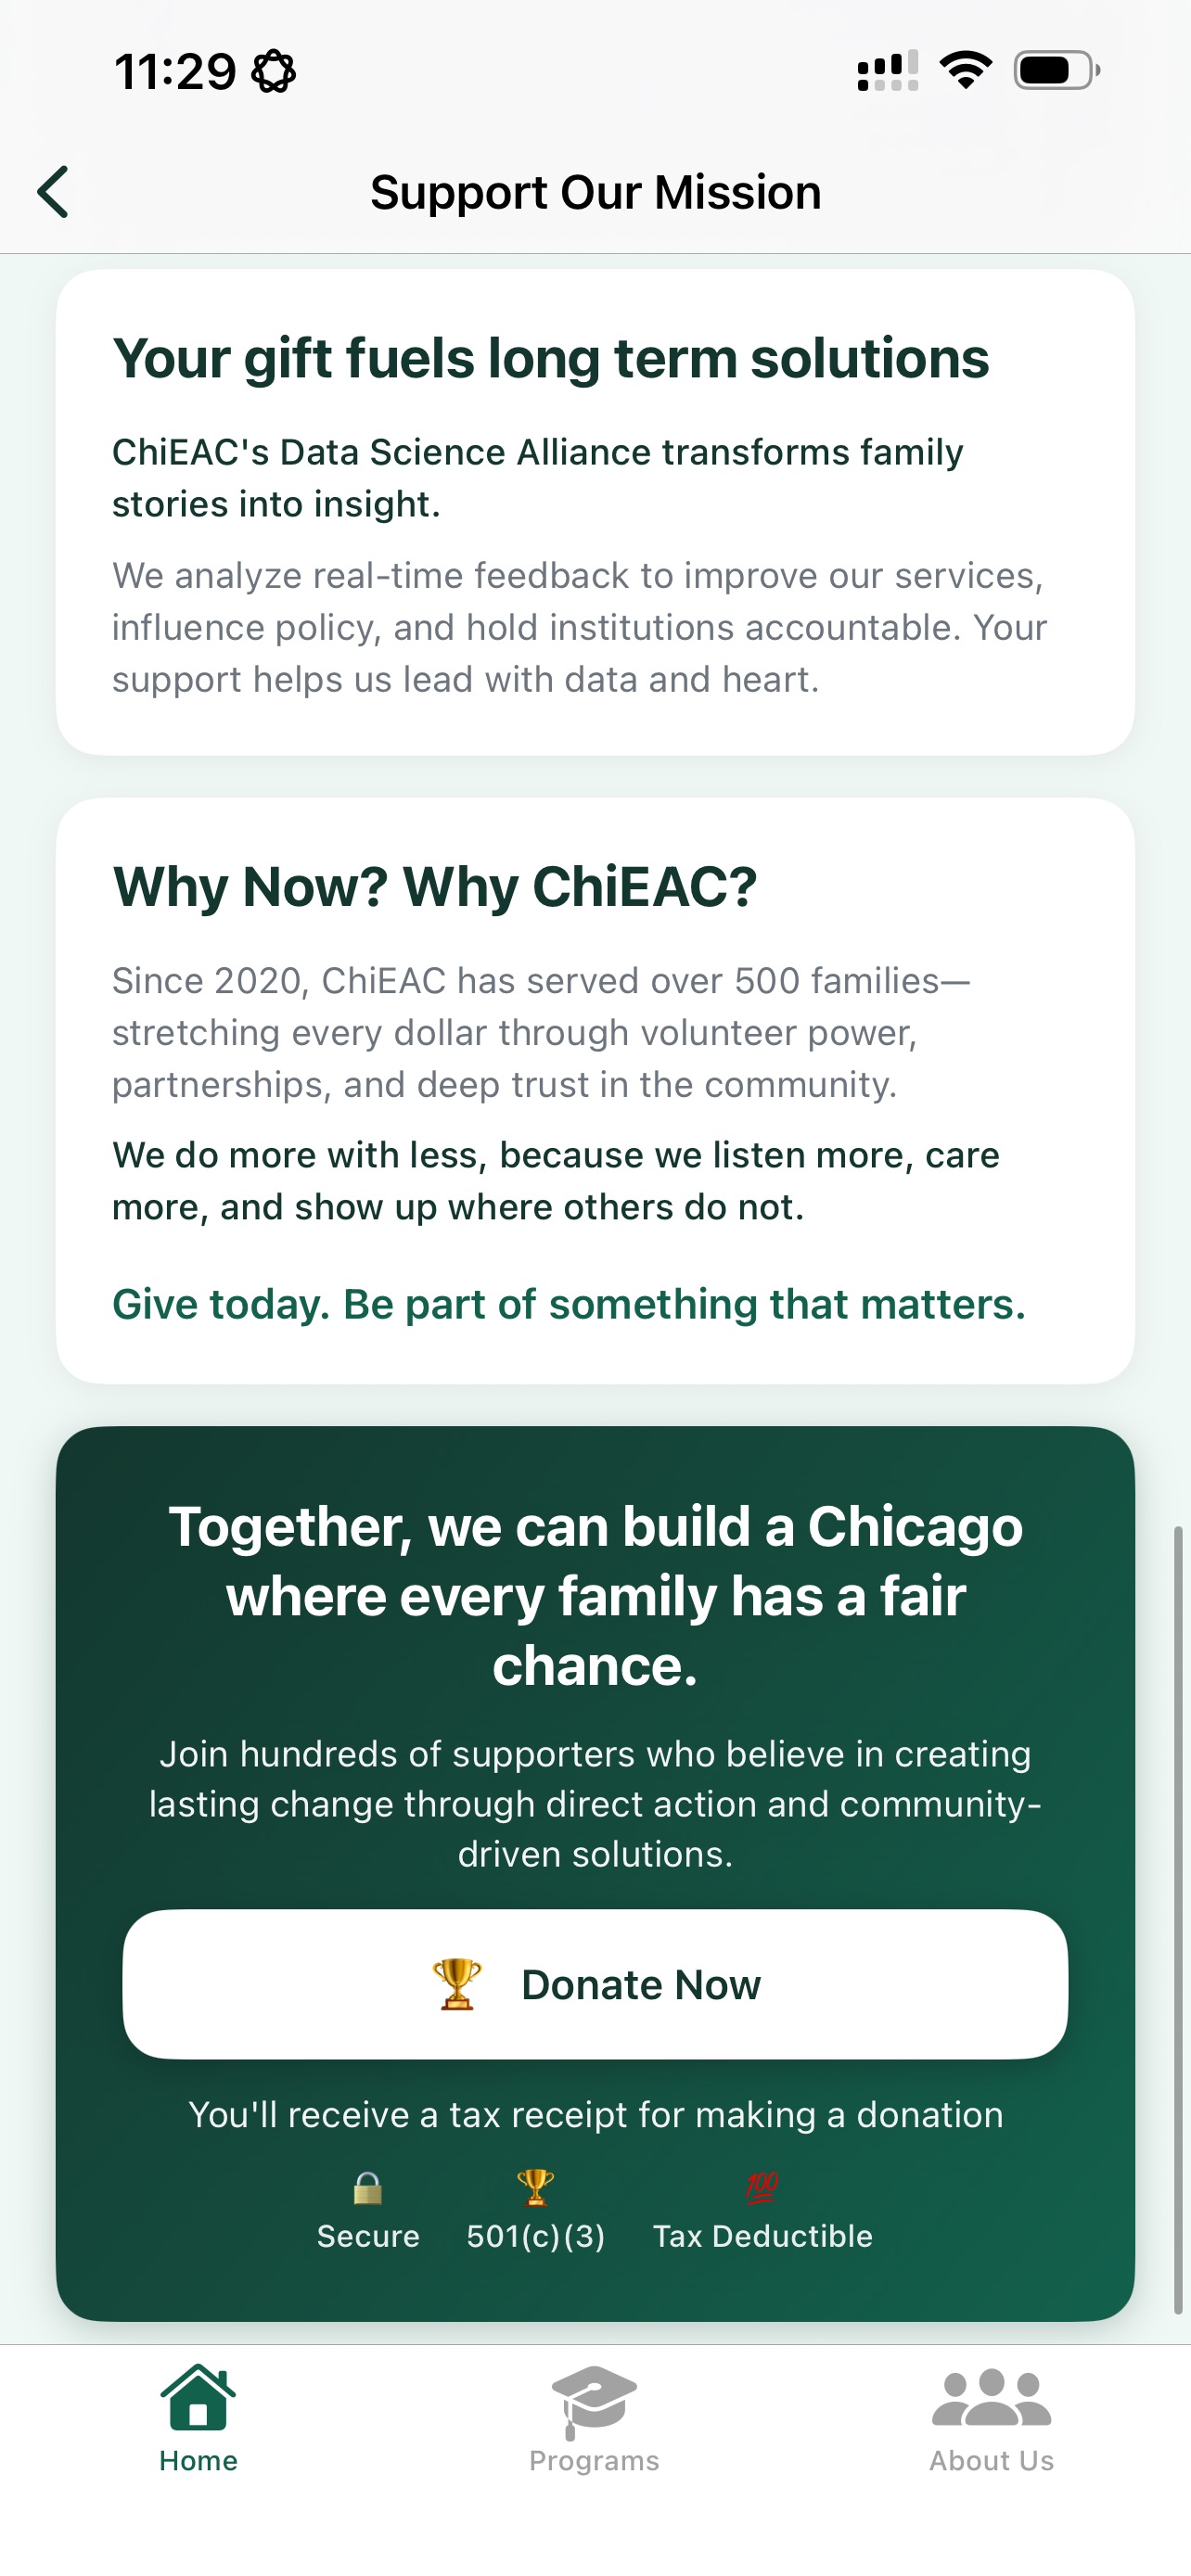 11:29
Support Our Mission
Your gift fuels long term solutions
ChiEAC's Data Science Alliance transforms family
stories into insight.
We analyze real-time feedback to improve our services,
influence policy, and hold institutions accountable. Your
support helps us lead with data and heart.
Why Now? Why ChiEAC?
Since 2020, ChiEAC has served over 500 families—
stretching every dollar through volunteer power,
partnerships, and deep trust in the community.
We do more with less, because we listen more, care
more, and show up where others do not.
Give today. Be part of something that matters.
Together, we can build a Chicago
where every family has a fair
chance.
Join hundreds of supporters who believe in creating
lasting change through direct action and community-
driven solutions.
🏆 Donate Now
You'll receive a tax receipt for making a donation
🔒 🏆 💯
Secure 501(c)(3) Tax Deductible
Home Programs About Us